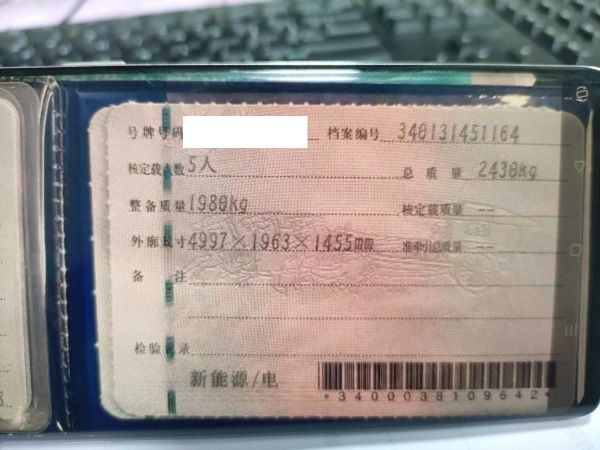 号牌号码 档案编号 340131451164
核定载人数 5人 总质量 2430kg
整备质量 1980kg 核定载质量 --
外廓尺寸 4997×1963×1455mm 准牵引总质量 --
备注
检验记录
新能源/电
*3400038109642*